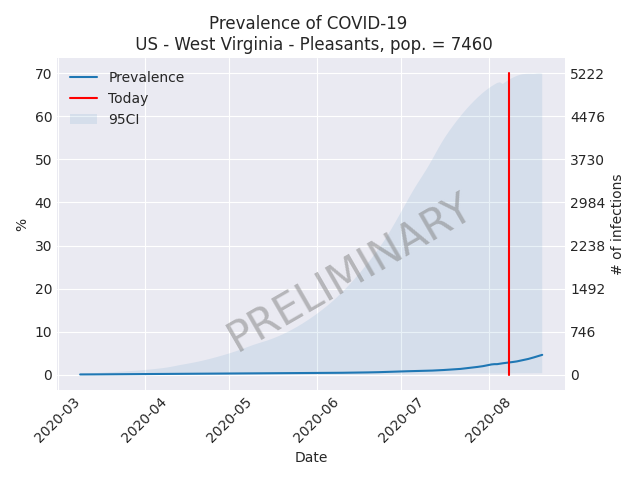 Prevalence of COVID-19
US - West Virginia - Pleasants, pop. = 7460
Prevalence
Today
95CI
PRELIMINARY
70
60
50
40
30
20
10
0
%
5222
4476
3730
2984
2238
1492
746
0
# of infections
2020-03
2020-04
2020-05
2020-06
2020-07
2020-08
Date